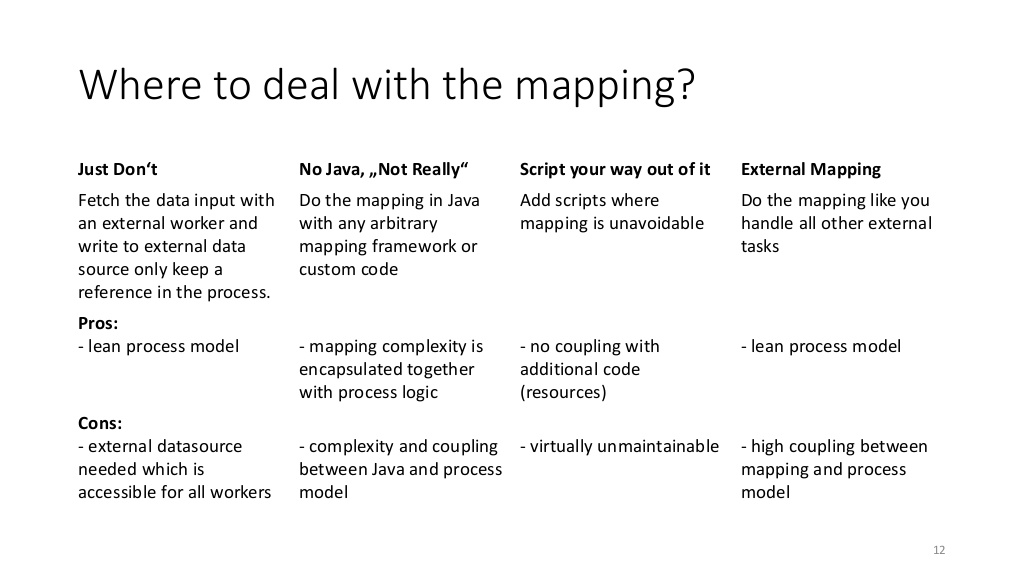 Where to deal with the mapping?
Just Don‘t
Fetch the data input with
an external worker and
write to external data
source only keep a
reference in the process.
Pros:
- lean process model
Cons:
- external datasource
needed which is
accessible for all workers
No Java, „Not Really“
Do the mapping in Java
with any arbitrary
mapping framework or
custom code
- mapping complexity is
encapsulated together
with process logic
- complexity and coupling
between Java and process
model
Script your way out of it
Add scripts where
mapping is unavoidable
- no coupling with
additional code
(resources)
- virtually unmaintainable
External Mapping
Do the mapping like you
handle all other external
tasks
- lean process model
- high coupling between
mapping and process
model
12